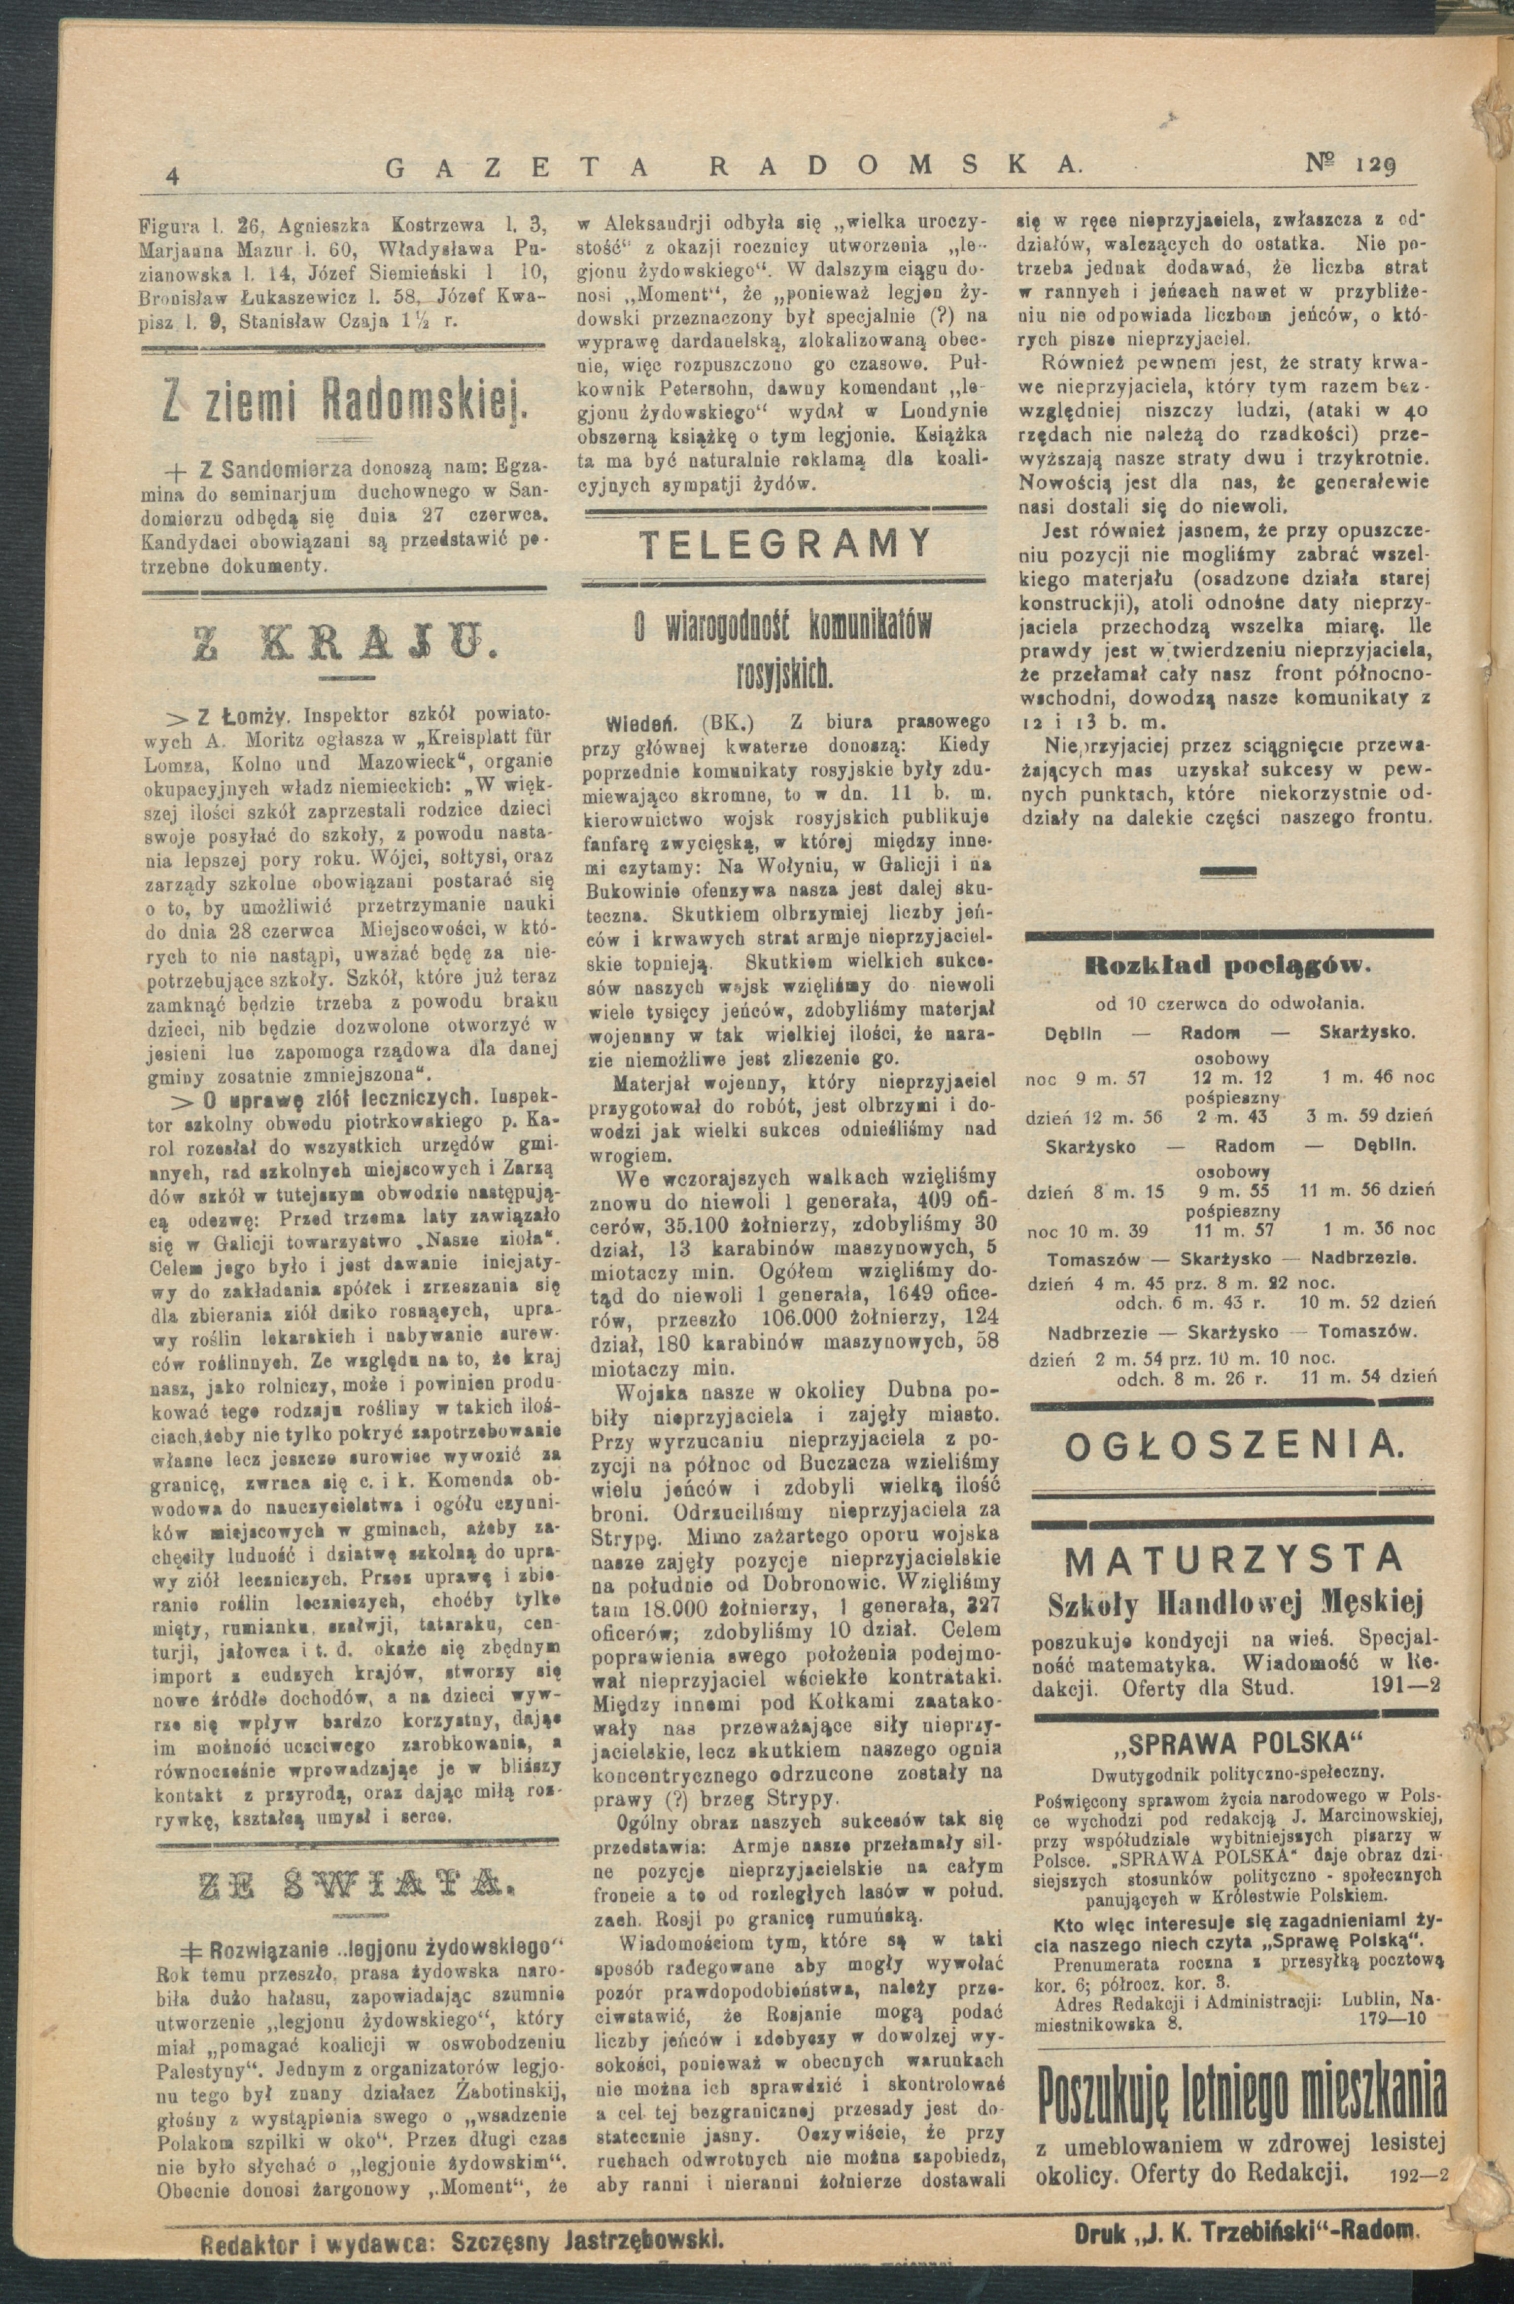 4
GAZETA RADOMSKA.
№ 129
Figura l. 26, Agnieszka Kostrzewa l. 3,
Marjanna Mazur l. 60, Władysława Pu-
zianowska l. 14, Józef Siemieński l 10,
Bronisław Łukaszewicz l. 58, Józef Kwa-
pisz l. 9, Stanisław Czaja 1½ r.
Z ziemi Radomskiej.
+ Z Sandomierza donoszą nam: Egza-
mina do seminarjum duchownego w San-
domierzu odbędą się dnia 27 czerwca.
Kandydaci obowiązani są przedstawić po-
trzebne dokumenty.
Z KRAJU.
> Z Łomży. Inspektor szkół powiato-
wych A. Moritz ogłasza w „Kreisplatt für
Lomza, Kolno und Mazowieck“, organie
okupacyjnych władz niemieckich: „W więk-
szej ilości szkół zaprzestali rodzice dzieci
swoje posyłać do szkoły, z powodu nasta-
nia lepszej pory roku. Wójci, sołtysi, oraz
zarządy szkolne obowiązani postarać się
o to, by umożliwić przetrzymanie nauki
do dnia 28 czerwca Miejscowości, w któ-
rych to nie nastąpi, uważać będę za nie-
potrzebujące szkoły. Szkół, które już teraz
zamknąć będzie trzeba z powodu braku
dzieci, nib będzie dozwolone otworzyć w
jesieni lue zapomoga rządowa dla danej
gminy zosatnie zmniejszona“.
> O uprawę ziół leczniczych. Inspek-
tor szkolny obwodu piotrkowskiego p. Ka-
rol rozesłał do wszystkich urzędów gmi-
nnych, rad szkolnych miejscowych i Zarzą
dów szkół w tutejszym obwodzie następują-
cą odezwę: Przed trzema laty zawiązało
się w Galicji towarzystwo „Nasze zioła“.
Celem jego było i jest dawanie inicjaty-
wy do zakładania spółek i zrzeszania się
dla zbierania ziół dziko rosnących, upra-
wy roślin lekarskich i nabywanie surow-
ców roślinnych. Ze względu na to, że kraj
nasz, jako rolniczy, może i powinien produ-
kować tego rodzaju rośliny w takich iloś-
ciach,żeby nie tylko pokryć zapotrzebowanie
własne lecz jeszcze surowiec wywozić za
granicę, zwraca się c. i k. Komenda ob-
wodowa do nauczycielstwa i ogółu czynni-
ków miejscowych w gminach, ażeby za-
chęciły ludność i dziatwę szkolną do upra-
wy ziół leczniczych. Przez uprawę i zbie-
ranie roślin leczniczych, choćby tylko
mięty, rumianku, szałwji, tataraku, cen-
turji, jałowca i t. d. okaże się zbędnym
import z cudzych krajów, stworzy się
nowe źródło dochodów, a na dzieci wyw-
rze się wpływ bardzo korzystny, dając
im możność uczciwego zarobkowania, a
równocześnie wprowadzając je w bliższy
kontakt z przyrodą, oraz dając miłą roz-
rywkę, kształcą umysł i serce.
ZE ŚWIATA.
‡ Rozwiązanie „legjonu żydowskiego“
Rok temu przeszło, prasa żydowska naro-
biła dużo hałasu, zapowiadając szumnie
utworzenie „legjonu żydowskiego“, który
miał „pomagać koalicji w oswobodzeniu
Palestyny“. Jednym z organizatorów legjo-
nu tego był znany działacz Żabotinskij,
głośny z wystąpienia swego o „wsadzenie
Polakom szpilki w oko“. Przez długi czas
nie było słychać o „legjonie żydowskim“.
Obecnie donosi żargonowy „Moment“, że
w Aleksandrji odbyła się „wielka uroczy-
stość“ z okazji rocznicy utworzenia „le-
gjonu żydowskiego“. W dalszym ciągu do-
nosi „Moment“, że „ponieważ legjon ży-
dowski przeznaczony był specjalnie (?) na
wyprawę dardanelską, zlokalizowaną obec-
nie, więc rozpuszczono go czasowo. Puł-
kownik Petersohn, dawny komendant „le-
gjonu żydowskiego“ wydał w Londynie
obszerną książkę o tym legjonie. Książka
ta ma być naturalnie reklamą dla koali-
cyjnych sympatji żydów.
TELEGRAMY
O wiarogodność komunikatów
rosyjskich.
Wiedeń. (BK.) Z biura prasowego
przy głównej kwaterze donoszą: Kiedy
poprzednie komunikaty rosyjskie były zdu-
miewająco skromne, to w dn. 11 b. m.
kierownictwo wojsk rosyjskich publikuje
fanfarę zwycięską, w której między inne-
mi czytamy: Na Wołyniu, w Galicji i na
Bukowinie ofenzywa nasza jest dalej sku-
teczna. Skutkiem olbrzymiej liczby jeń-
ców i krwawych strat armje nieprzyjaciel-
skie topnieją. Skutkiem wielkich sukce-
sów naszych wojsk wzięliśmy do niewoli
wiele tysięcy jeńców, zdobyliśmy materjał
wojenny w tak wielkiej ilości, że nara-
zie niemożliwe jest zliczenie go.
Materjał wojenny, który nieprzyjaciel
przygotował do robót, jest olbrzymi i do-
wodzi jak wielki sukces odnieśliśmy nad
wrogiem.
We wczorajszych walkach wzięliśmy
znowu do niewoli 1 generała, 409 ofi-
cerów, 35.100 żołnierzy, zdobyliśmy 30
dział, 13 karabinów maszynowych, 5
miotaczy min. Ogółem wzięliśmy do-
tąd do niewoli 1 generała, 1649 ofice-
rów, przeszło 106.000 żołnierzy, 124
dział, 180 karabinów maszynowych, 58
miotaczy min.
Wojska nasze w okolicy Dubna po-
biły nieprzyjaciela i zajęły miasto.
Przy wyrzucaniu nieprzyjaciela z po-
zycji na północ od Buczacza wzieliśmy
wielu jeńców i zdobyli wielką ilość
broni. Odrzuciliśmy nieprzyjaciela za
Strypę. Mimo zażartego oporu wojska
nasze zajęły pozycje nieprzyjacielskie
na południe od Dobronowic. Wzięliśmy
tam 18.000 żołnierzy, 1 generała, 327
oficerów; zdobyliśmy 10 dział. Celem
poprawienia swego położenia podejmo-
wał nieprzyjaciel wściekłe kontrataki.
Między innemi pod Kołkami zaatako-
wały nas przeważające siły nieprzy-
jacielskie, lecz skutkiem naszego ognia
koncentrycznego odrzucone zostały na
prawy (?) brzeg Strypy.
Ogólny obraz naszych sukcesów tak się
przedstawia: Armje nasze przełamały sil-
ne pozycje nieprzyjacielskie na całym
froncie a to od rozległych lasów w połud.
zach. Rosji po granicę rumuńską.
Wiadomościom tym, które są w taki
sposób radegowane aby mogły wywołać
pozór prawdopodobieństwa, należy prze-
ciwstawić, że Rosjanie mogą podać
liczby jeńców i zdobyczy w dowolzej wy-
sokości, ponieważ w obecnych warunkach
nie można ich sprawdzić i skontrolować
a cel tej bezgranicznej przesady jest do-
statecznie jasny. Oczywiście, że przy
ruchach odwrotnych nie można zapobiedz,
aby ranni i nieranni żołnierze dostawali
się w ręce nieprzyjaciela, zwłaszcza z od-
działów, walczących do ostatka. Nie po-
trzeba jednak dodawać, że liczba strat
w rannych i jeńcach nawet w przybliże-
niu nie odpowiada liczbom jeńców, o któ-
rych pisze nieprzyjaciel.
Również pewnem jest, że straty krwa-
we nieprzyjaciela, który tym razem bez-
względniej niszczy ludzi, (ataki w 40
rzędach nie należą do rzadkości) prze-
wyższają nasze straty dwu i trzykrotnie.
Nowością jest dla nas, że generałewie
nasi dostali się do niewoli.
Jest również jasnem, że przy opuszcze-
niu pozycji nie mogliśmy zabrać wszel-
kiego materjału (osadzone działa starej
konstruckji), atoli odnośne daty nieprzy-
jaciela przechodzą wszelka miarę. Ile
prawdy jest w twierdzeniu nieprzyjaciela,
że przełamał cały nasz front północno-
wschodni, dowodzą nasze komunikaty z
12 i 13 b. m.
Nieprzyjaciej przez sciągnięcie przewa-
żających mas uzyskał sukcesy w pew-
nych punktach, które niekorzystnie od-
działy na dalekie części naszego frontu.
Rozkład pociągów.
od 10 czerwca do odwołania.
Dęblin — Radom — Skarżysko.
osobowy
noc 9 m. 57 12 m. 12 1 m. 46 noc
pośpieszny
dzień 12 m. 56 2 m. 43 3 m. 59 dzień
Skarżysko — Radom — Dęblin.
osobowy
dzień 8 m. 15 9 m. 55 11 m. 56 dzień
pośpieszny
noc 10 m. 39 11 m. 57 1 m. 36 noc
Tomaszów — Skarżysko — Nadbrzezie.
dzień 4 m. 45 prz. 8 m. 22 noc.
odch. 6 m. 43 r. 10 m. 52 dzień
Nadbrzezie — Skarżysko — Tomaszów.
dzień 2 m. 54 prz. 10 m. 10 noc.
odch. 8 m. 26 r. 11 m. 54 dzień
OGŁOSZENIA.
MATURZYSTA
Szkoły Handlowej Męskiej
poszukuje kondycji na wieś. Specjal-
ność matematyka. Wiadomość w Re-
dakcji. Oferty dla Stud. 191—2
„SPRAWA POLSKA“
Dwutygodnik polityczno-społeczny.
Poświęcony sprawom życia narodowego w Pols-
ce wychodzi pod redakcją J. Marcinowskiej,
przy współudziale wybitniejszych pisarzy w
Polsce. „SPRAWA POLSKA“ daje obraz dzi-
siejszych stosunków polityczno - społecznych
panujących w Królestwie Polskiem.
Kto więc interesuje się zagadnieniami ży-
cia naszego niech czyta „Sprawę Polską“.
Prenumerata roczna z przesyłką pocztową
kor. 6; półrocz. kor. 3.
Adres Redakcji i Administracji: Lublin, Na-
miestnikowska 8. 179—10
Poszukuję letniego mieszkania
z umeblowaniem w zdrowej lesistej
okolicy. Oferty do Redakcji. 192—2
Redaktor i wydawca: Szczęsny Jastrzębowski.
Druk „J. K. Trzebiński“-Radom.